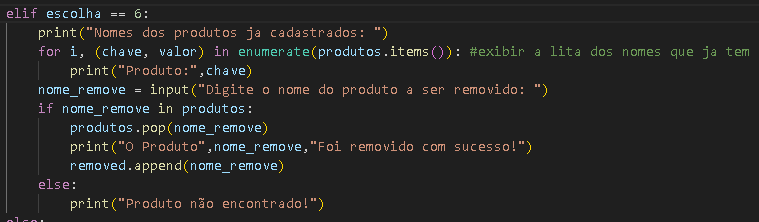 elif escolha == 6:
    print("Nomes dos produtos ja cadastrados: ")
    for i, (chave, valor) in enumerate(produtos.items()): #exibir a lita dos nomes que ja tem
        print("Produto:",chave)
    nome_remove = input("Digite o nome do produto a ser removido: ")
    if nome_remove in produtos:
        produtos.pop(nome_remove)
        print("O Produto",nome_remove,"Foi removido com sucesso!")
        removed.append(nome_remove)
    else:
        print("Produto não encontrado!")
else: